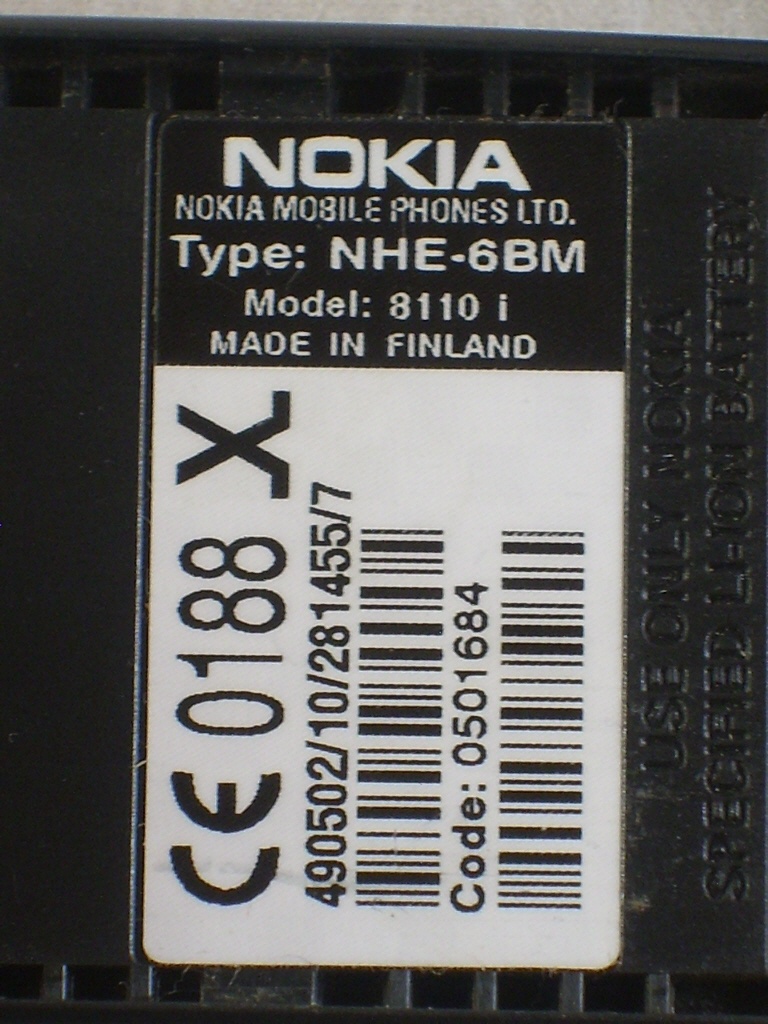 NOKIA
NOKIA MOBILE PHONES LTD.
Type: NHE-6BM
Model: 8110 i
MADE IN FINLAND
CE 0188 X
490502/10/281455/7
Code: 0501684
USE ONLY NOKIA
SPECIFIED LI-ION BATTERY